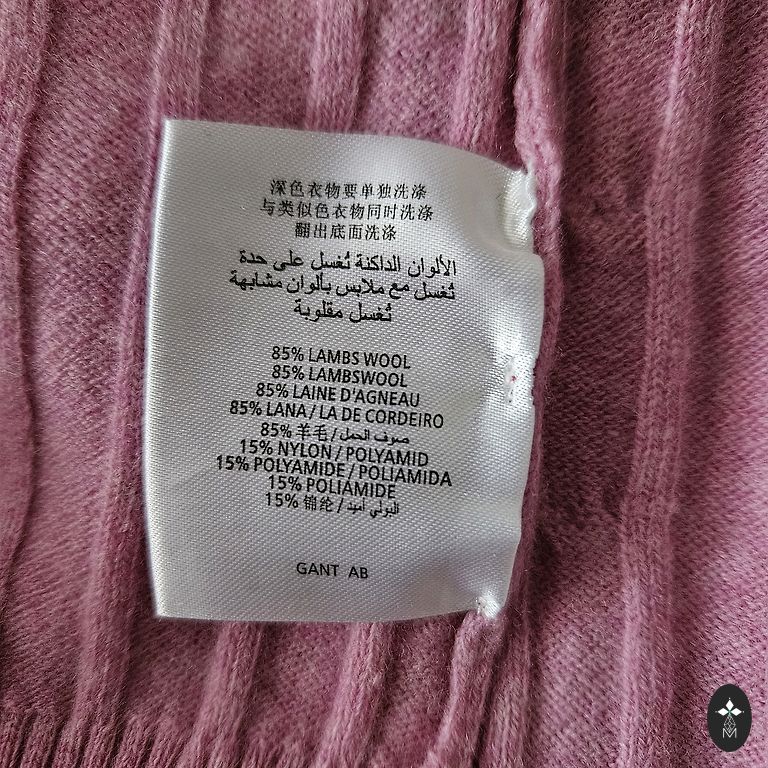 深色衣物要单独洗涤
与类似色衣物同时洗涤
翻出底面洗涤
الألوان الداكنة تُغسل على حدة
تُغسل مع ملابس بألوان مشابهة
تُغسل مقلوبة
85% LAMBS WOOL
85% LAMBSWOOL
85% LAINE D'AGNEAU
85% LANA / LA DE CORDEIRO
85% 羊毛 / صوف الحمل
15% NYLON / POLYAMID
15% POLYAMIDE / POLIAMIDA
15% POLIAMIDE
15% 锦纶 / البولي أميد
GANT AB